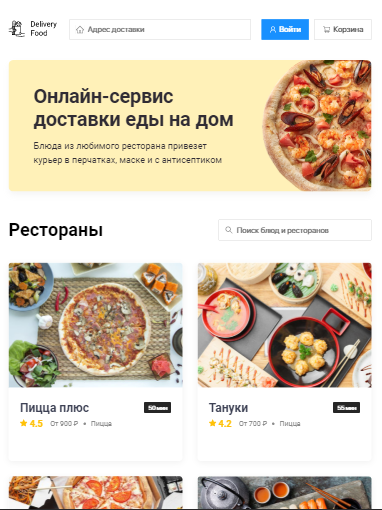 Delivery
Food
Адрес доставки
Войти
Корзина
Онлайн-сервис
доставки еды на дом
Блюда из любимого ресторана привезет
курьер в перчатках, маске и с антисептиком
Рестораны
Поиск блюд и ресторанов
Пицца плюс
50 мин
4.5 От 900 ₽ • Пицца
Тануки
55 мин
4.2 От 700 ₽ • Пицца